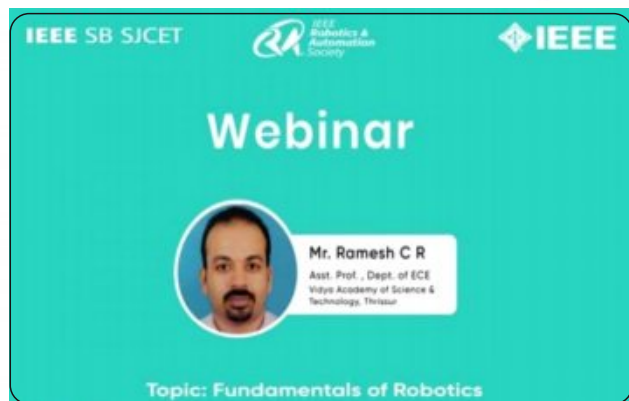 IEEE SB SJCET
IEEE
Robotics &
Automation
Society
IEEE
Webinar
Mr. Ramesh C R
Asst. Prof. , Dept. of ECE
Vidya Academy of Science &
Technology, Thrissur
Topic: Fundamentals of Robotics